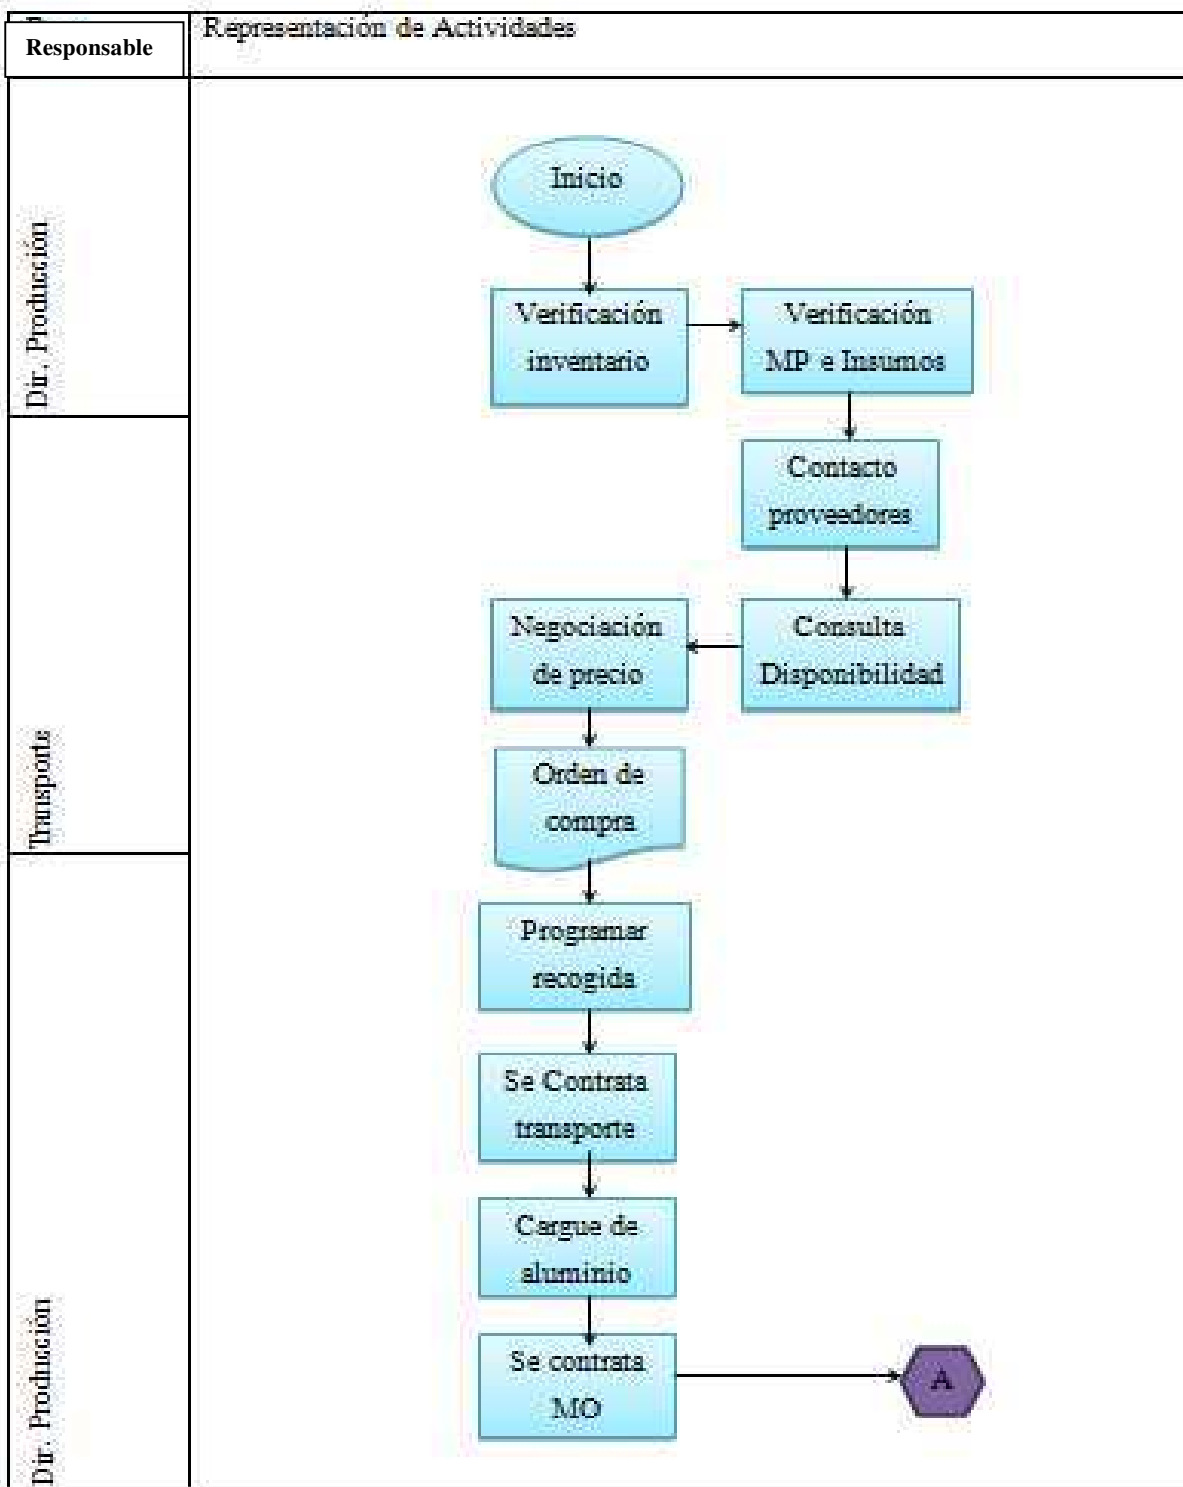 Responsable
Representación de Actividades
Dir. Producción
Inicio
Verificación
inventario
Verificación
MP e Insumos
Transporte
Contacto
proveedores
Consulta
Disponibilidad
Negociación
de precio
Orden de
compra
Dir. Producción
Programar
recogida
Se Contrata
transporte
Cargue de
aluminio
Se contrata
MO
A